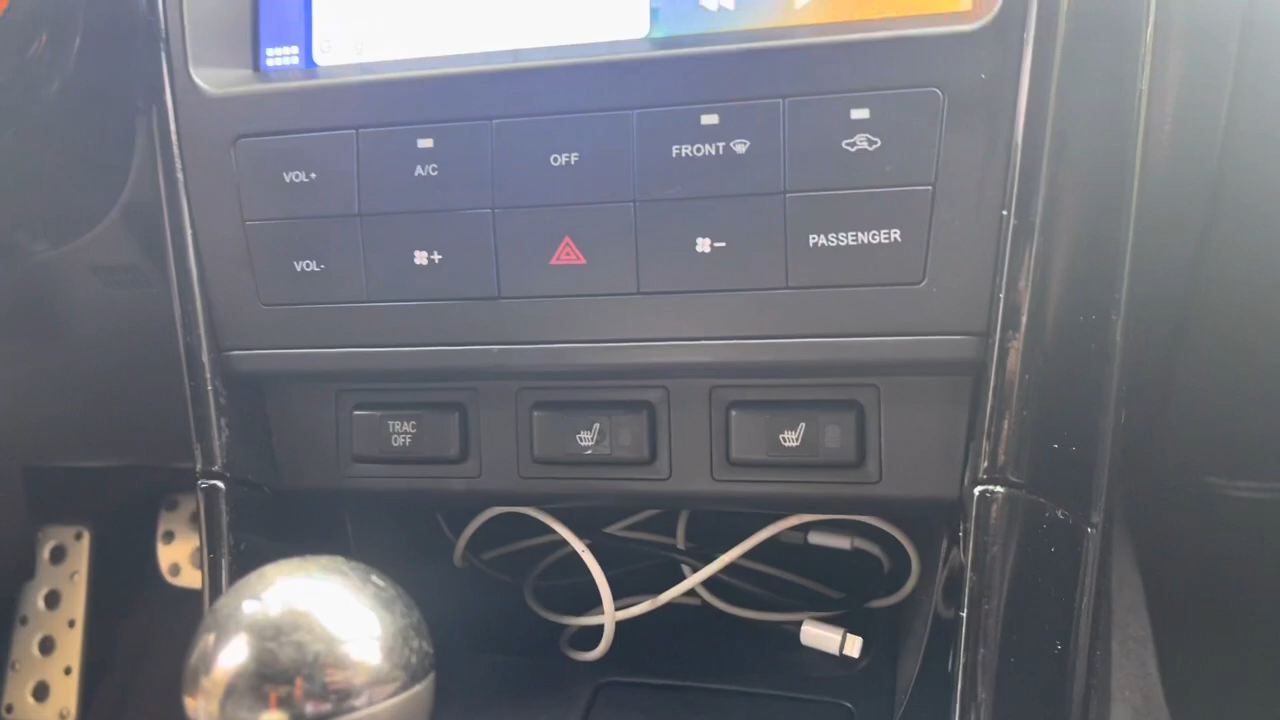 VOL+
A/C
OFF
FRONT
VOL-
+
-
PASSENGER
TRAC
OFF